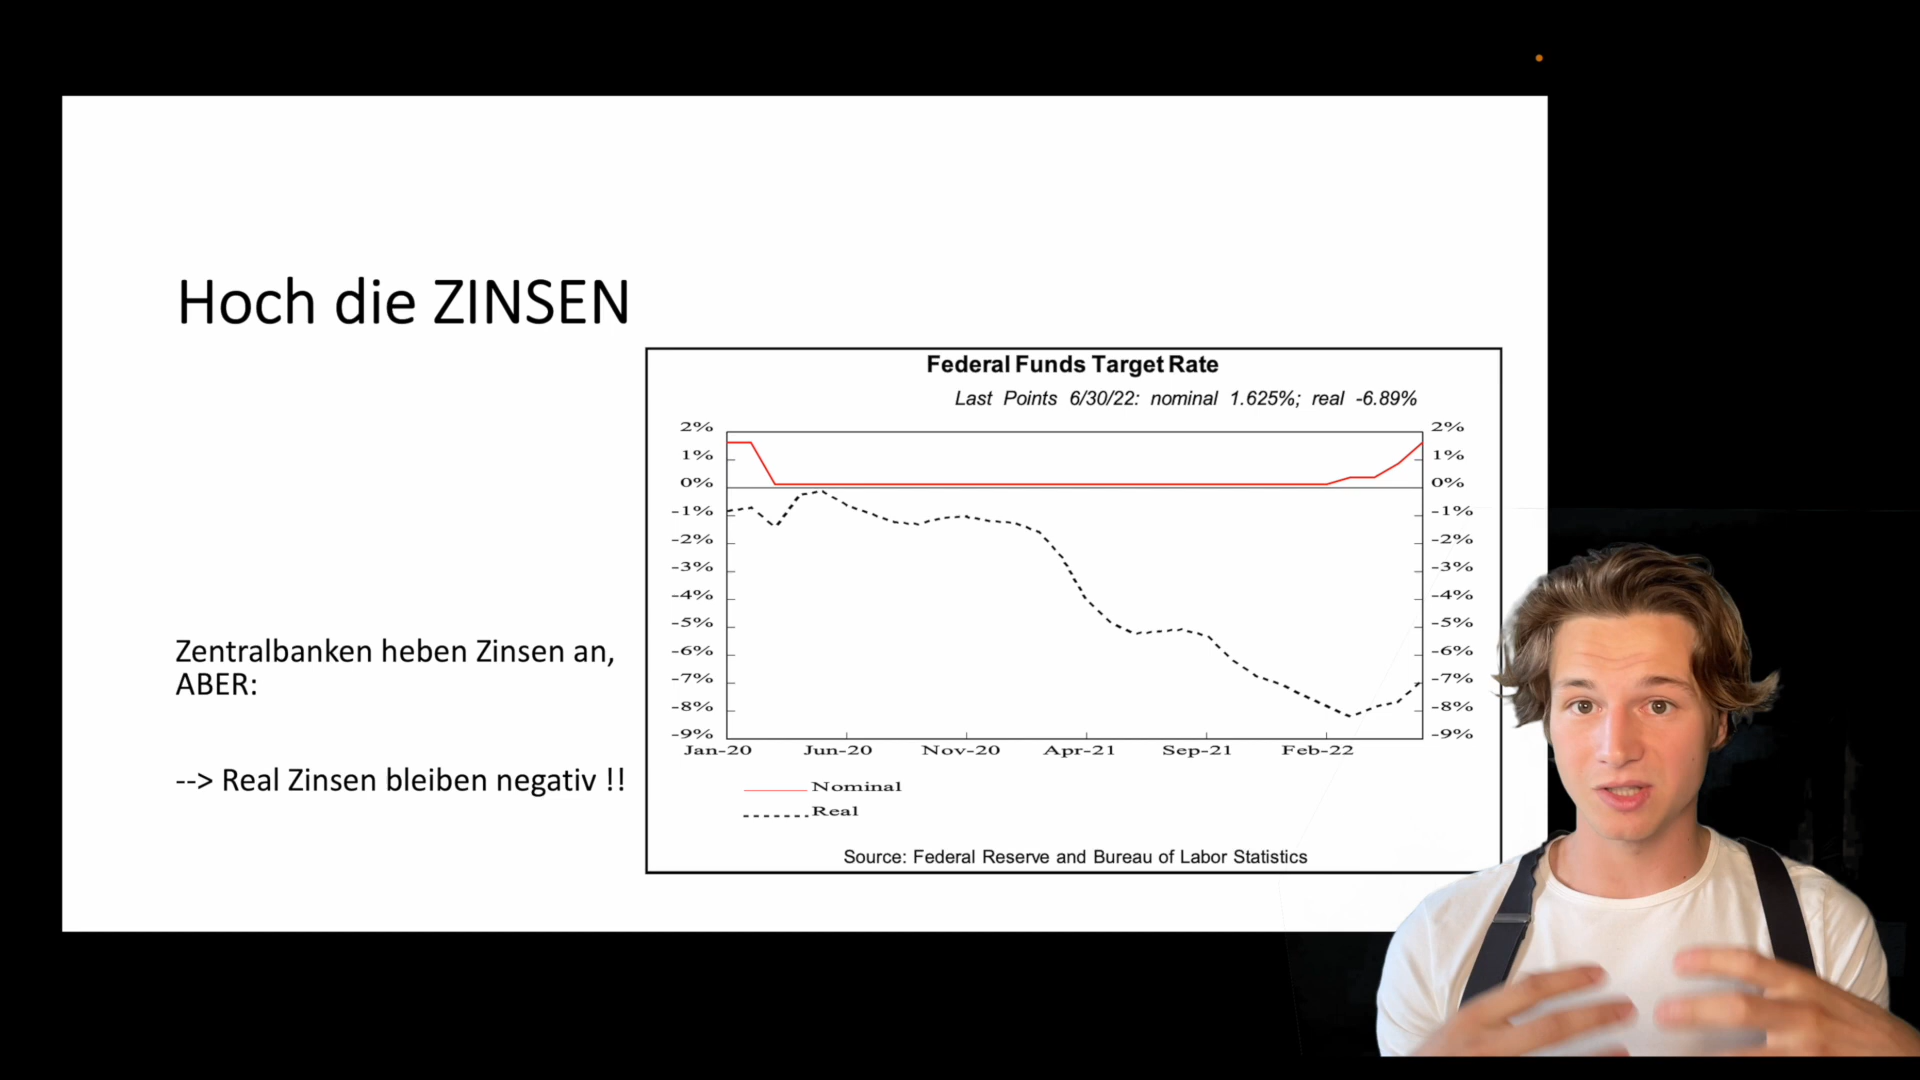 Hoch die ZINSEN
Zentralbanken heben Zinsen an,
ABER:
--> Real Zinsen bleiben negativ !!
Federal Funds Target Rate
Last Points 6/30/22: nominal 1.625%; real -6.89%
2% 2%
1% 1%
0% 0%
-1% -1%
-2% -2%
-3% -3%
-4% -4%
-5% -5%
-6% -6%
-7% -7%
-8% -8%
-9% -9%
Jan-20 Jun-20 Nov-20 Apr-21 Sep-21 Feb-22
Nominal
Real
Source: Federal Reserve and Bureau of Labor Statistics